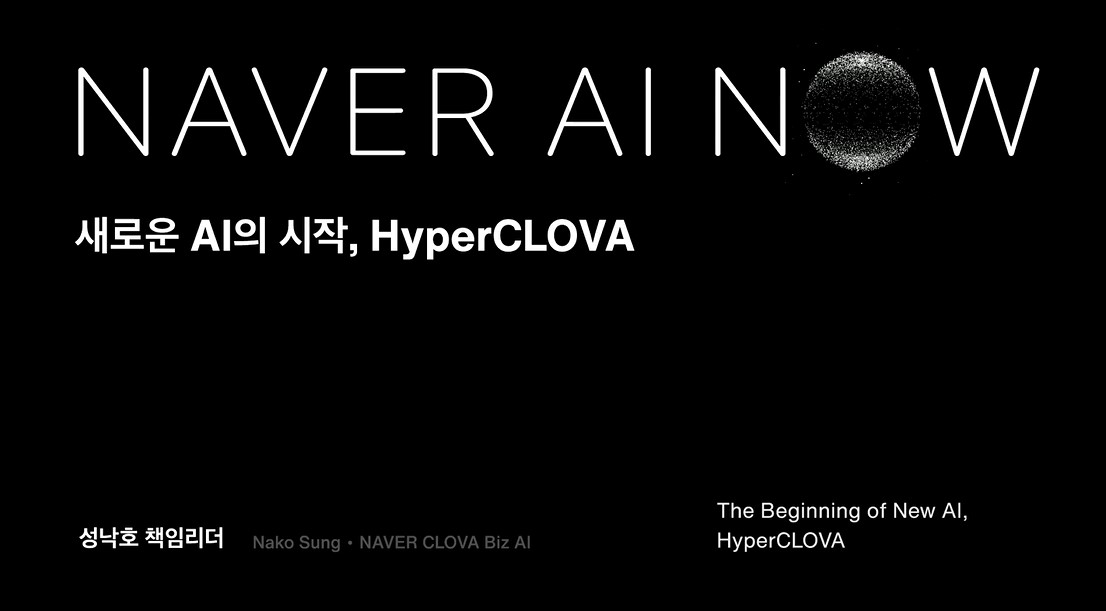 NAVER AI NOW
새로운 AI의 시작, HyperCLOVA
성낙호 책임리더 Nako Sung • NAVER CLOVA Biz AI
The Beginning of New AI,
HyperCLOVA